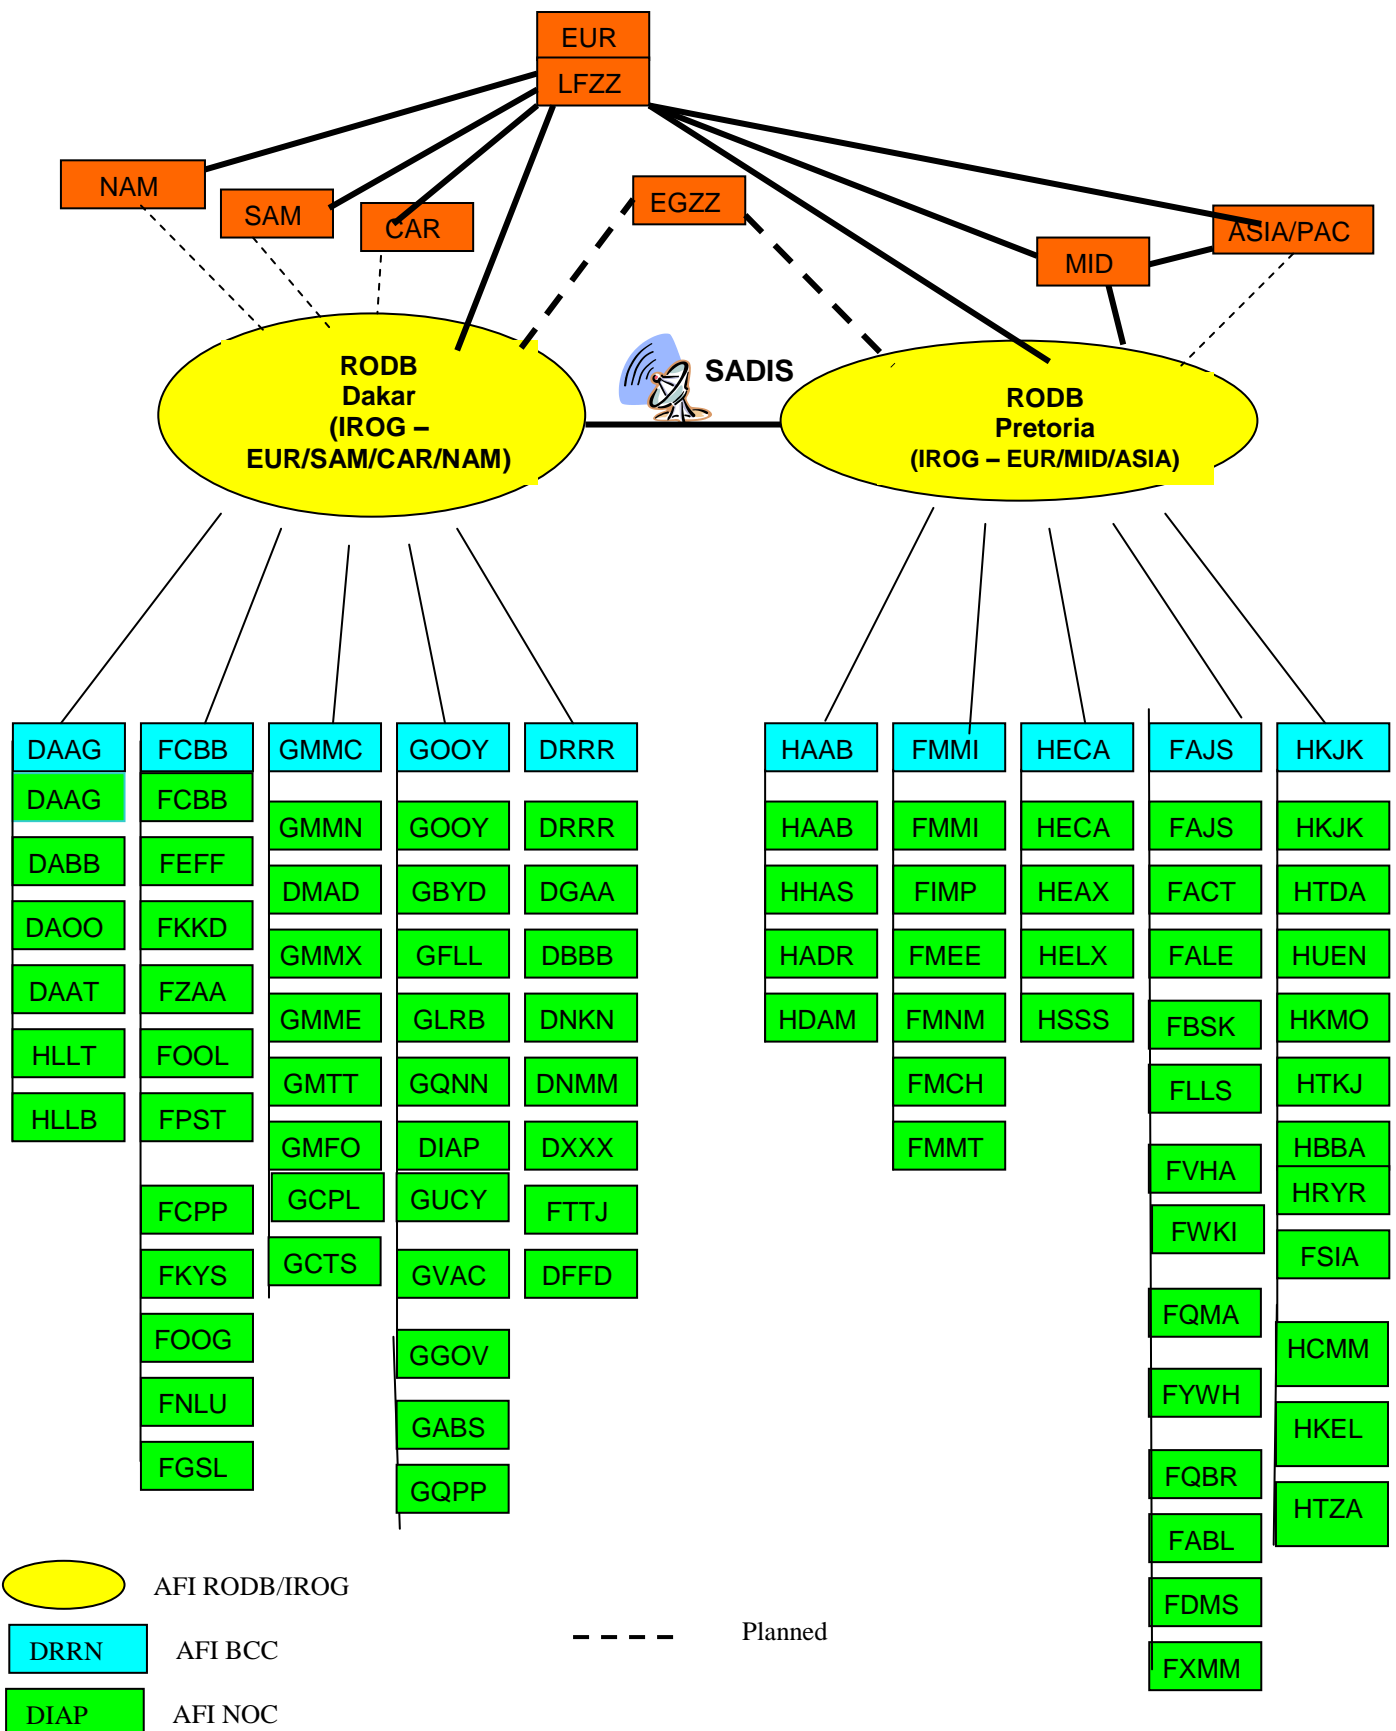 EUR
LFZZ
NAM
SAM
CAR
EGZZ
MID
ASIA/PAC
RODB
Dakar
(IROG –
EUR/SAM/CAR/NAM)
SADIS
RODB
Pretoria
(IROG – EUR/MID/ASIA)
DAAG
DAAG
DABB
DAOO
DAAT
HLLT
HLLB
FCBB
FCBB
FEFF
FKKD
FZAA
FOOL
FPST
FCPP
FKYS
FOOG
FNLU
FGSL
GMMC
GMMN
DMAD
GMMX
GMME
GMTT
GMFO
GCPL
GCTS
GOOY
GOOY
GBYD
GFLL
GLRB
GQNN
DIAP
GUCY
GVAC
GGOV
GABS
GQPP
DRRR
DRRR
DGAA
DBBB
DNKN
DNMM
DXXX
FTTJ
DFFD
HAAB
HAAB
HHAS
HADR
HDAM
FMMI
FMMI
FIMP
FMEE
FMNM
FMCH
FMMT
HECA
HECA
HEAX
HELX
HSSS
FAJS
FAJS
FACT
FALE
FBSK
FLLS
FVHA
FWKI
FQMA
FYWH
FQBR
FABL
FDMS
FXMM
HKJK
HKJK
HTDA
HUEN
HKMO
HTKJ
HBBA
HRYR
FSIA
HCMM
HKEL
HTZA
AFI RODB/IROG
DRRN AFI BCC
Planned
DIAP AFI NOC